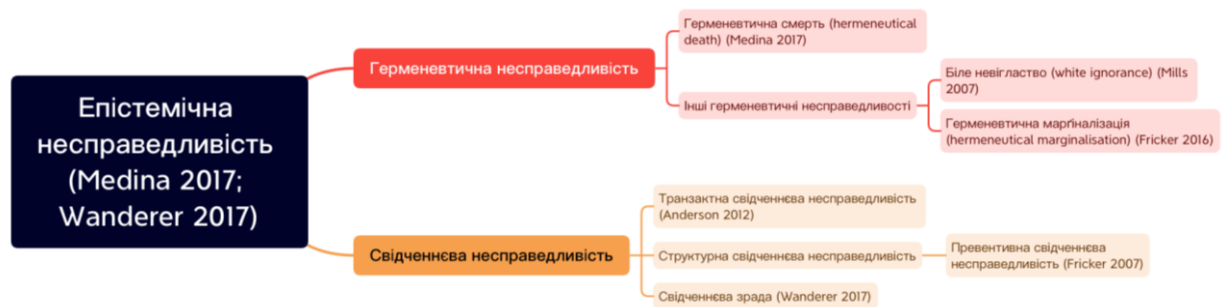 Епістемічна
несправедливість
(Medina 2017;
Wanderer 2017)
Герменевтична несправедливість
Герменевтична смерть (hermeneutical
death) (Medina 2017)
Інші герменевтичні несправедливості
Біле невігластво (white ignorance) (Mills
2007)
Герменевтична марґіналізація
(hermeneutical marginalisation) (Fricker 2016)
Свідченнєва несправедливість
Транзактна свідченнєва несправедливість
(Anderson 2012)
Структурна свідченнєва несправедливість
Превентивна свідченнєва
несправедливість (Fricker 2007)
Свідченнєва зрада (Wanderer 2017)